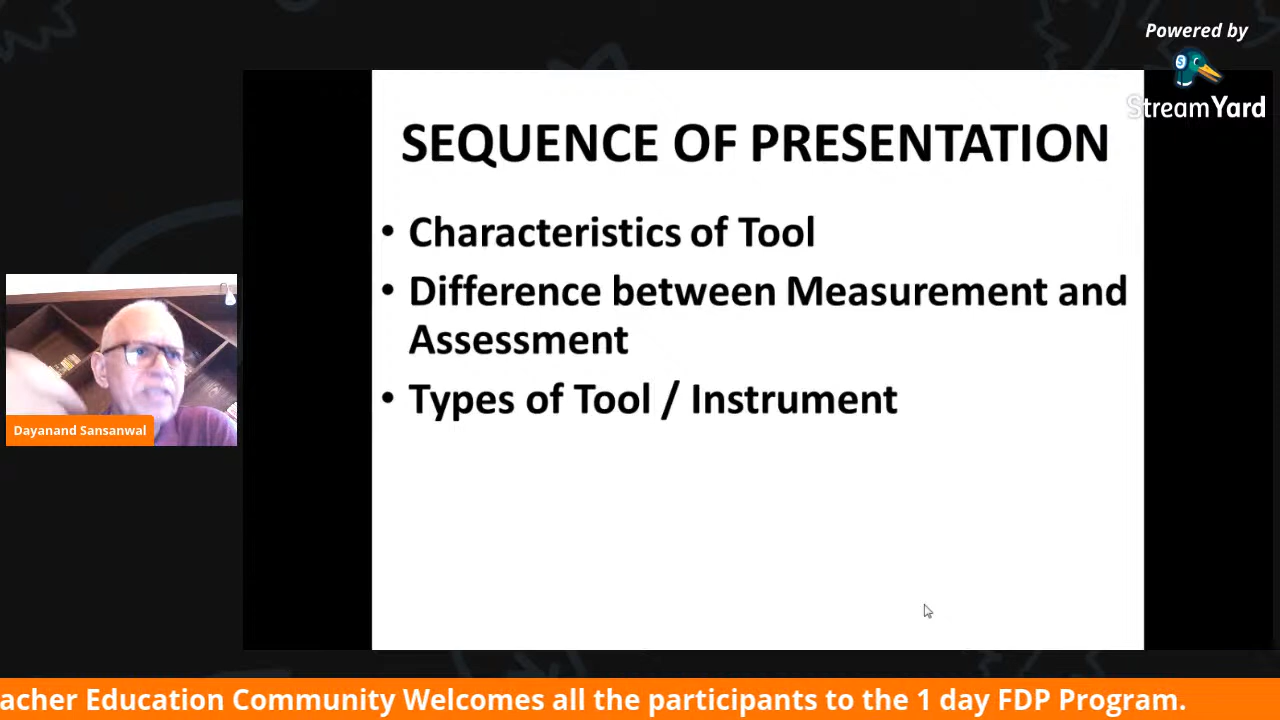 Powered by
StreamYard
SEQUENCE OF PRESENTATION
• Characteristics of Tool
• Difference between Measurement and
Assessment
• Types of Tool / Instrument
Dayanand Sansanwal
acher Education Community Welcomes all the participants to the 1 day FDP Program.